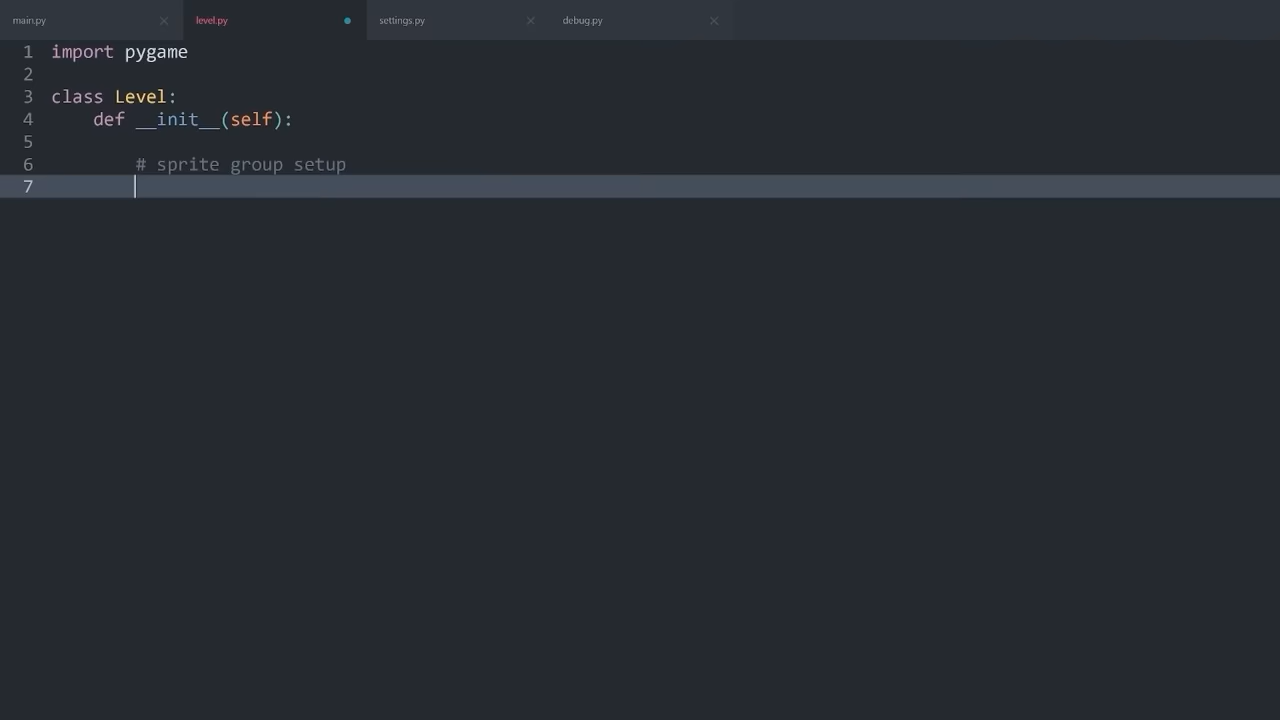 main.py level.py settings.py debug.py
1 import pygame
2
3 class Level:
4     def __init__(self):
5
6         # sprite group setup
7